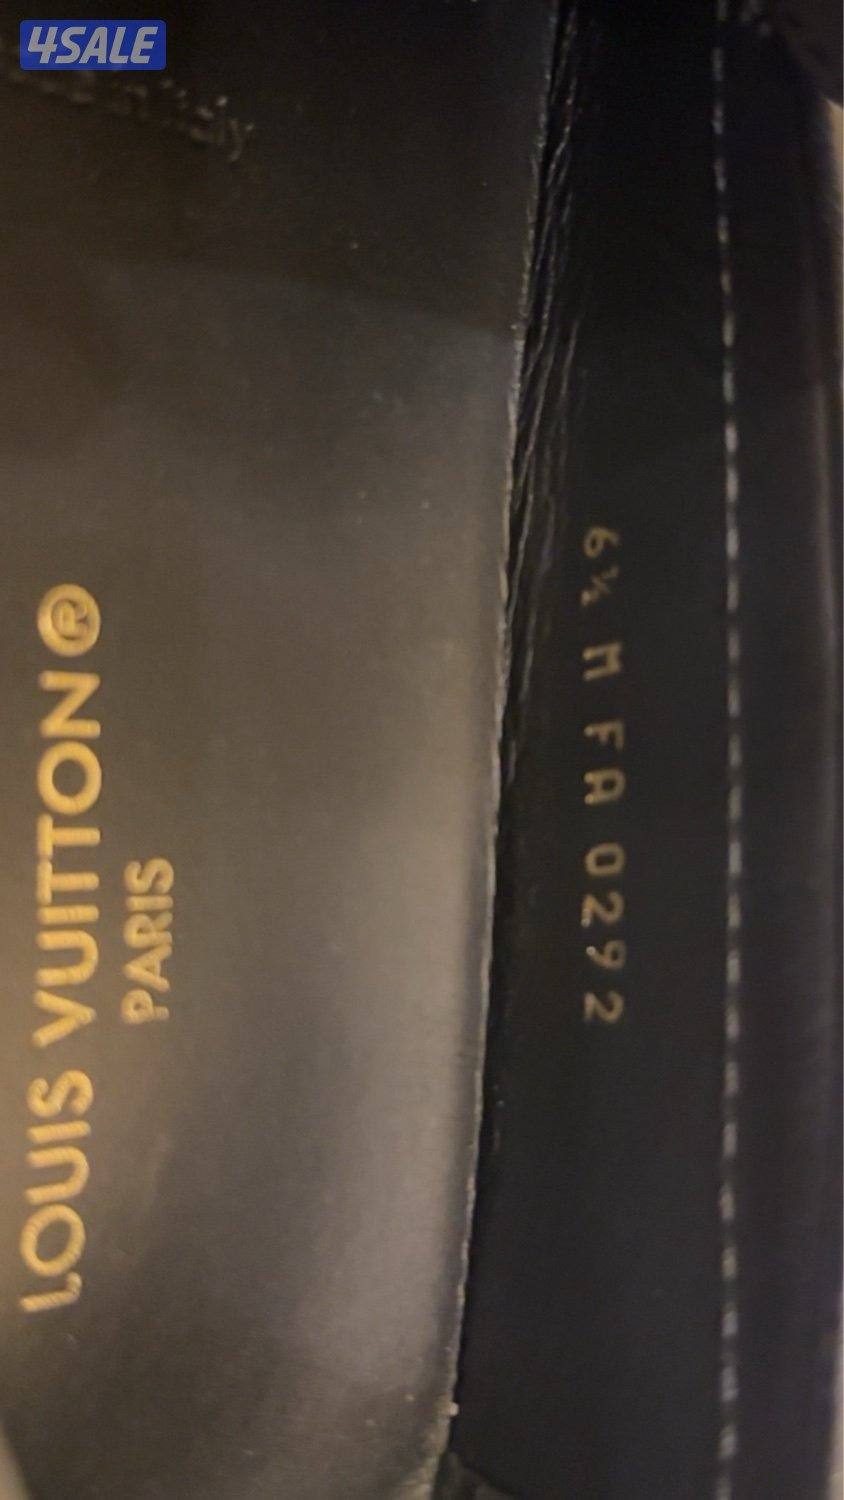 4SALE
LOUIS VUITTON®
PARIS
6½ M FA 0292